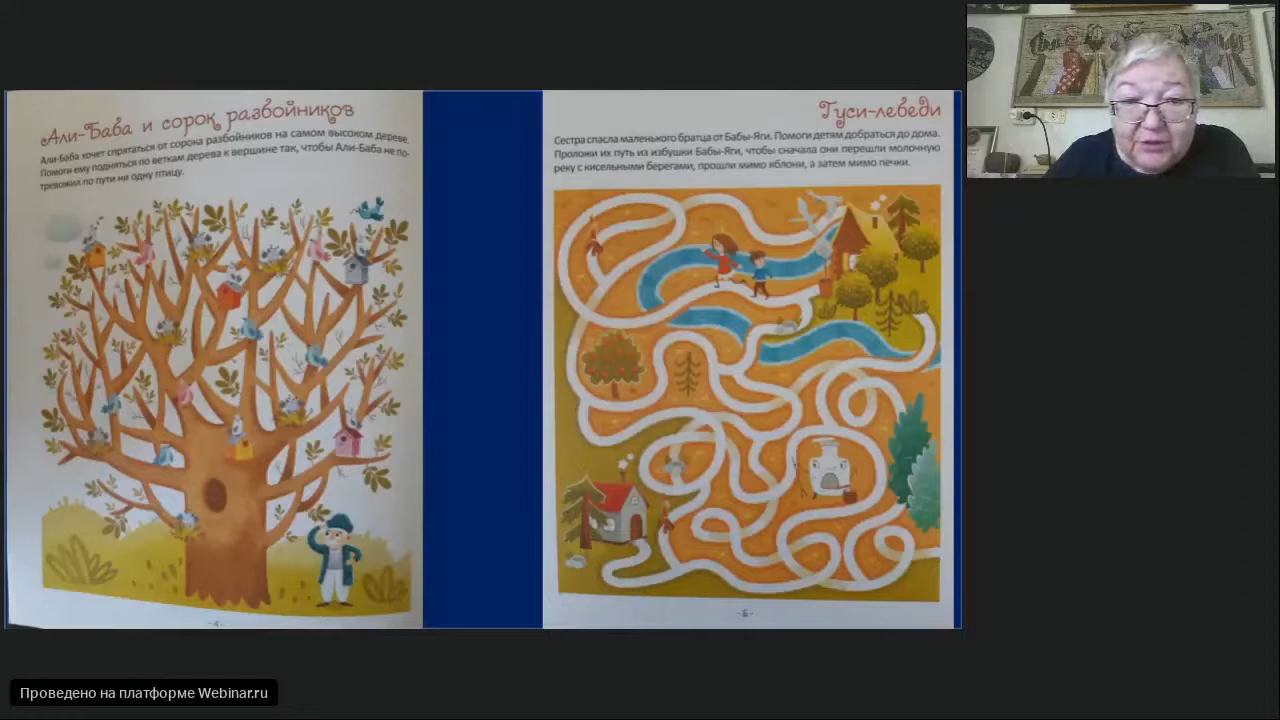 Али-Баба и сорок разбойников
Али-Баба хочет спрятаться от сорока разбойников на самом высоком дереве.
Помоги ему подняться по веткам дерева к вершине так, чтобы Али-Баба не по-
тревожил по пути ни одну птицу.
- 4 -
Гуси-лебеди
Сестра спасла маленького братца от Бабы-Яги. Помоги детям добраться до дома.
Проложи их путь из избушки Бабы-Яги, чтобы сначала они перешли молочную
реку с кисельными берегами, прошли мимо яблони, а затем мимо печки.
Проведено на платформе Webinar.ru